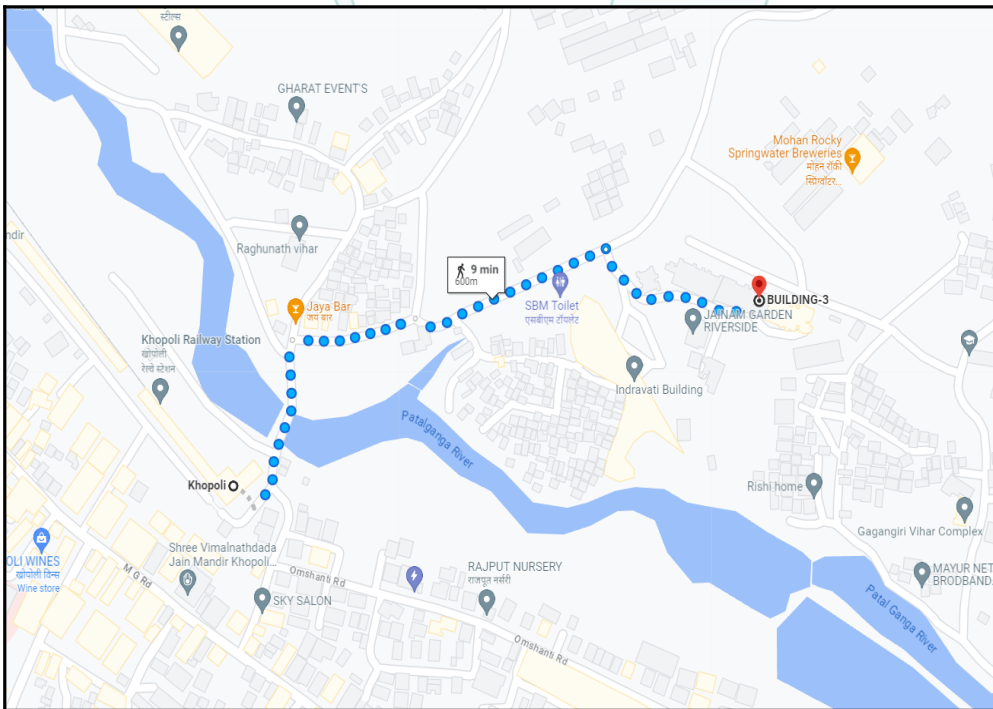 स्टील्स
GHARAT EVENT'S
Mohan Rocky
Springwater Breweries
मोहन रॉकी
स्प्रिंगवॉटर...
ndir
Raghunath vihar
9 min
600m
SBM Toilet
एसबीएम टॉयलेट
BUILDING-3
JAINAM GARDEN
RIVERSIDE
Jaya Bar
जय बार
Khopoli Railway Station
खोपोली
रेल्वे स्टेशन
Indravati Building
Patalganga River
Khopoli
Rishi home
Gagangiri Vihar Complex
OLI WINES
खोपोली विन्स
Wine store
M G Rd
Shree Vimalnathdada
Jain Mandir Khopoli...
SKY SALON
Omshanti Rd
RAJPUT NURSERY
राजपूत नर्सरी
Omshanti Rd
MAYUR NET
BRODBAND.
Patal Ganga River